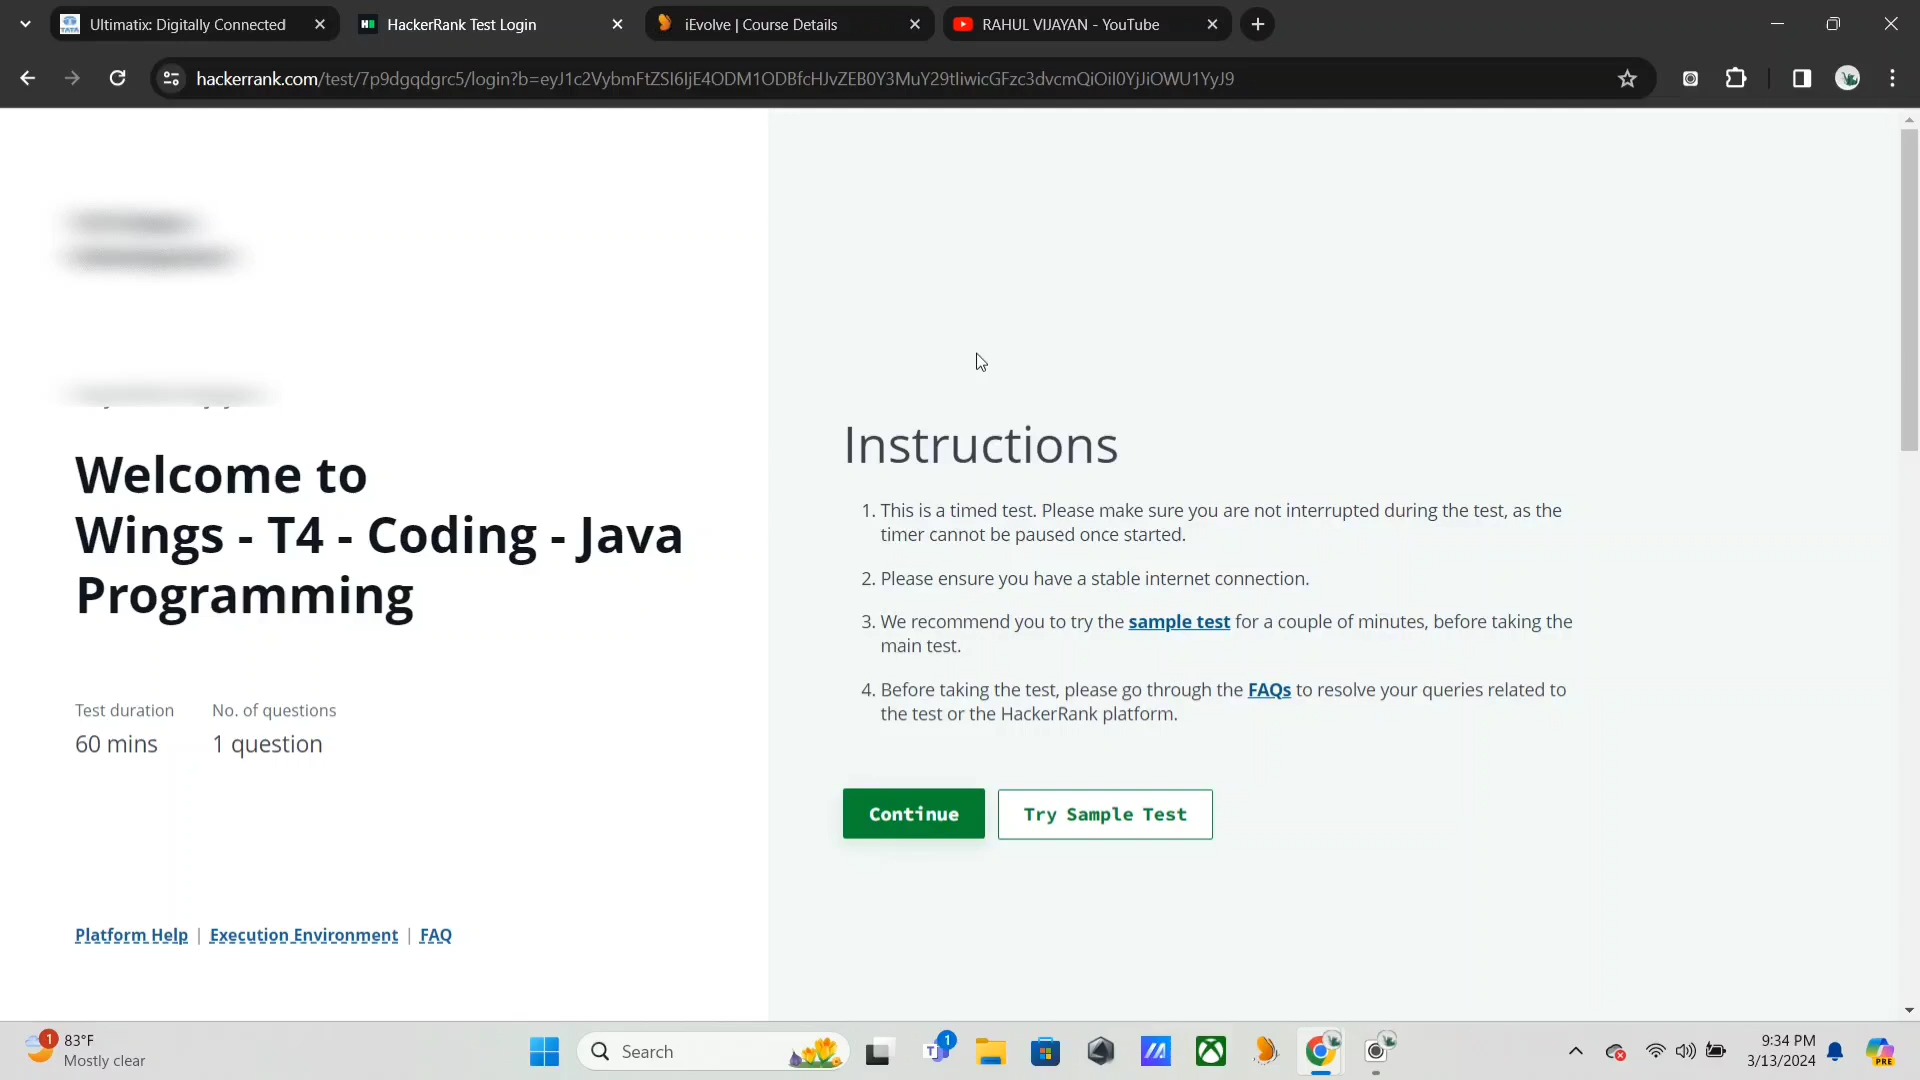 Ultimatix: Digitally Connected
HackerRank Test Login
iEvolve | Course Details
RAHUL VIJAYAN - YouTube
hackerrank.com/test/7p9dgqdgrc5/login?b=eyJ1c2VybmFtZSI6IjE4ODM1ODBfcHJvZEB0Y3MuY29tIiwicGFzc3dvcmQiOiI0YjJiOWU1YyJ9
Welcome to
Wings - T4 - Coding - Java
Programming
Test duration
No. of questions
60 mins
1 question
Platform Help | Execution Environment | FAQ
Instructions
1. This is a timed test. Please make sure you are not interrupted during the test, as the
timer cannot be paused once started.
2. Please ensure you have a stable internet connection.
3. We recommend you to try the sample test for a couple of minutes, before taking the
main test.
4. Before taking the test, please go through the FAQs to resolve your queries related to
the test or the HackerRank platform.
Continue
Try Sample Test
1
83°F
Mostly clear
Search
1
9:34 PM
3/13/2024
PRE